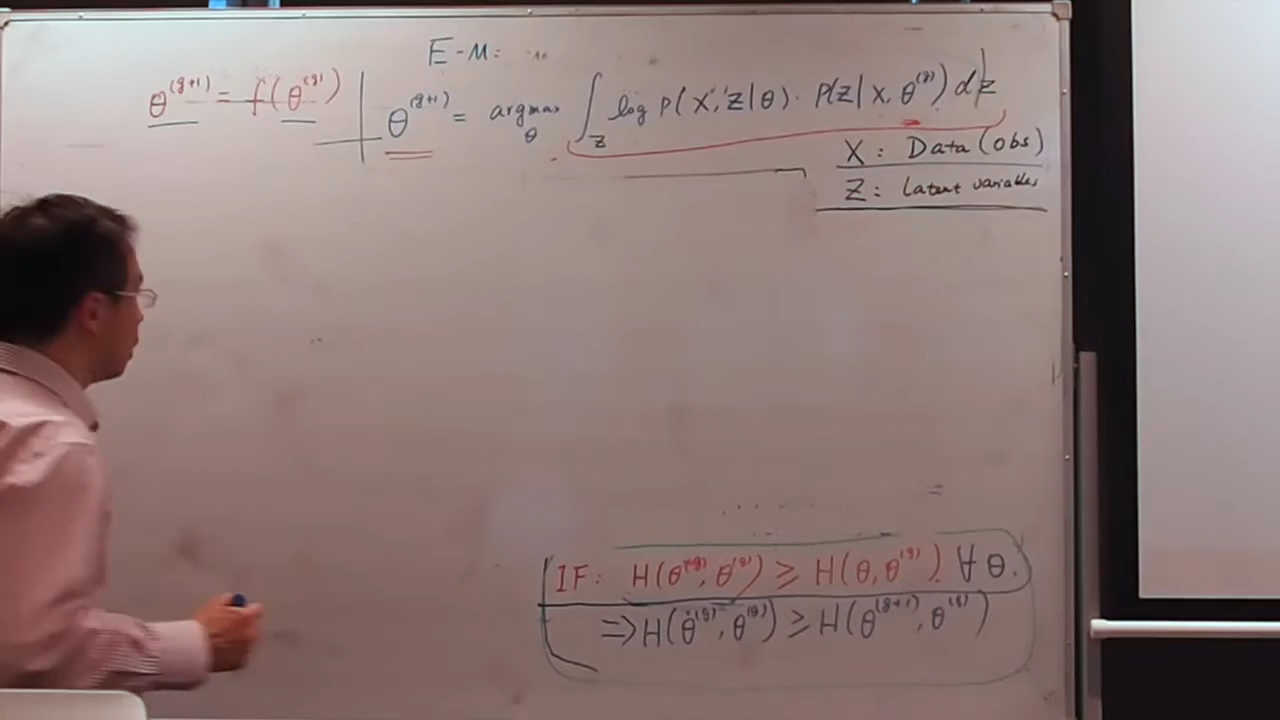 E-M:
θ^(g+1) = f(θ^(g))
θ^(g+1) = argmax_θ ∫_Z log p(X, Z|θ) · P(Z|X, θ^(g)) dz
X : Data (obs)
Z : Latent variables
IF: H(θ^(g), θ^(g)) ≥ H(θ, θ^(g)) ∀ θ.
⇒ H(θ^(g), θ^(g)) ≥ H(θ^(g+1), θ^(g))